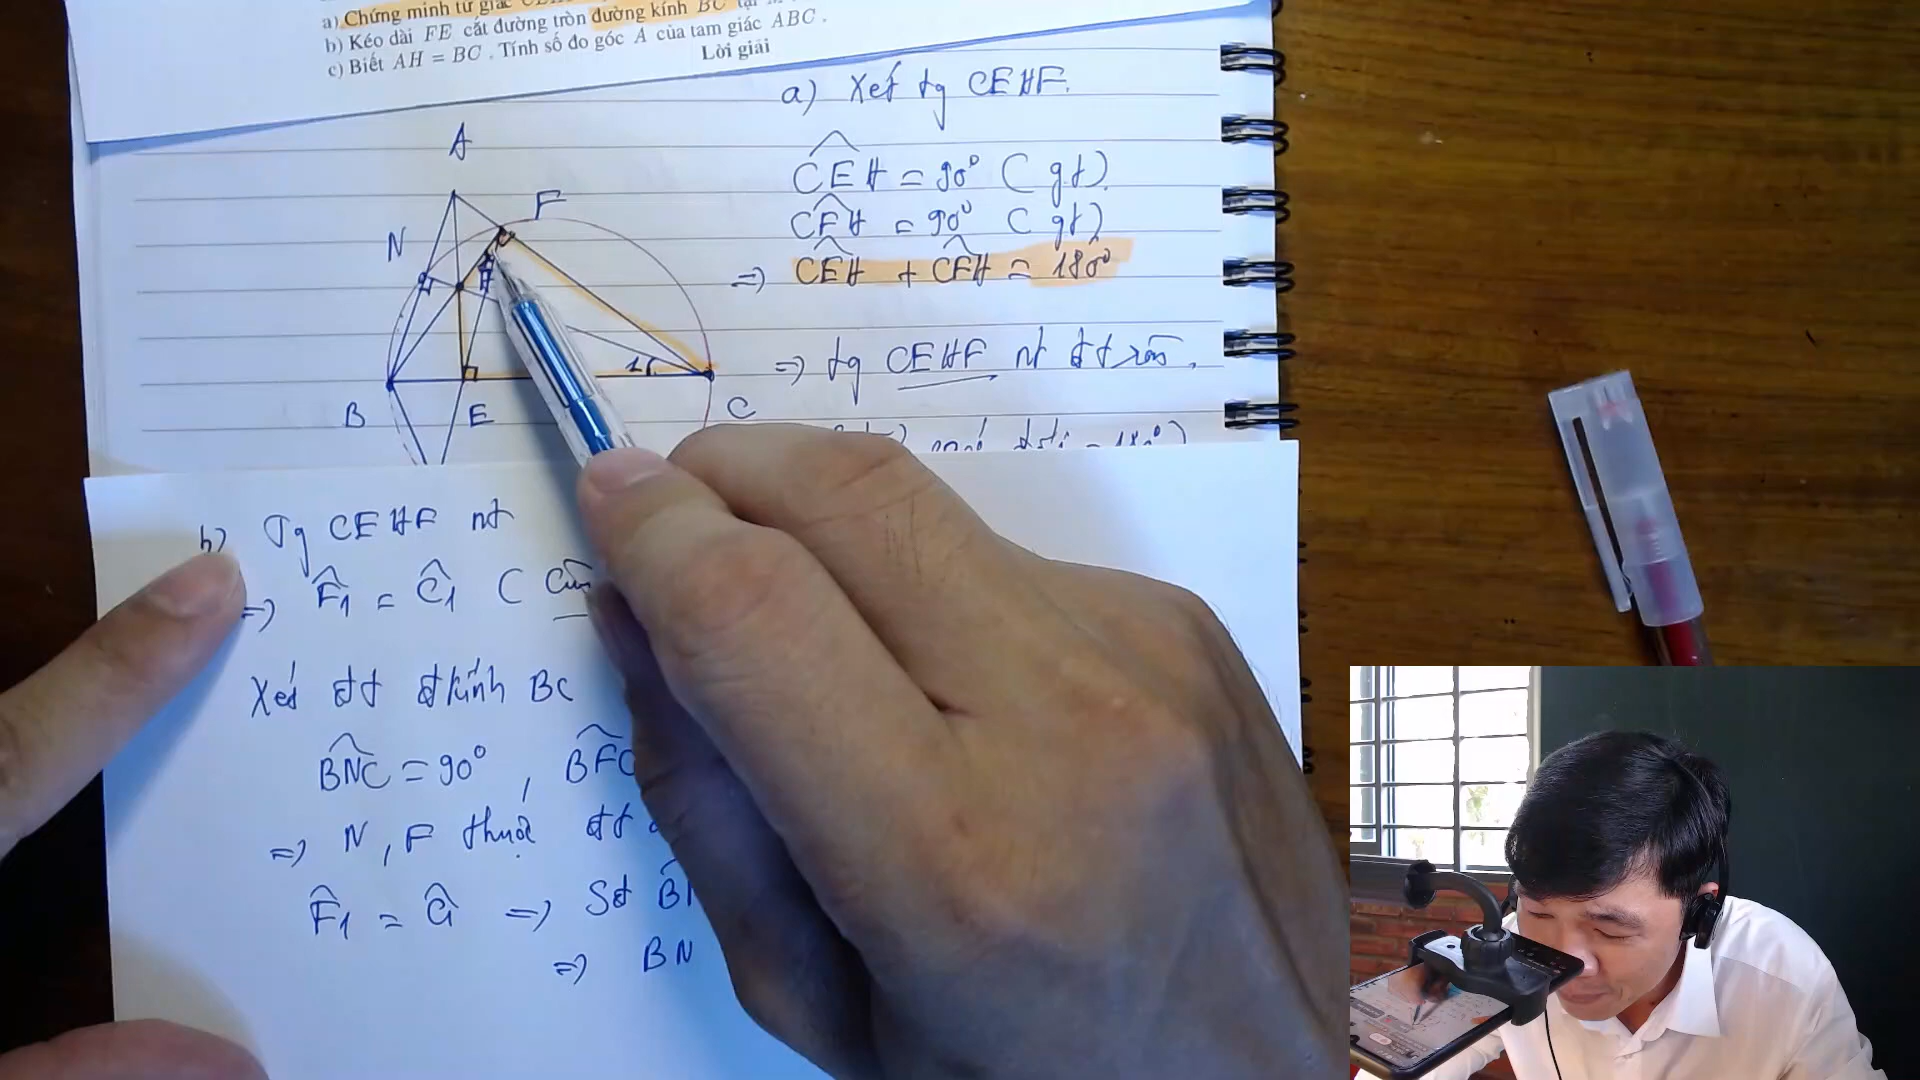 a) Chứng minh tứ giác
b) Kéo dài FE cắt đường tròn đường kính BC tại
c) Biết AH = BC. Tính số đo góc A của tam giác ABC.
Lời giải
a) Xét tg CEHF.
CEH = 90° (gt).
CFH = 90° (gt)
=> CEH + CFH = 180°
=> tg CEHF nt đt tròn.
A
F
N
H
1
B
E
C
b) Tg CEHF nt
=> F1 = C1 (
Xét đt đkính BC
BNC = 90°, BFC
=> N, F thuộc đt
F1 = C1 => Sđ
=> BN